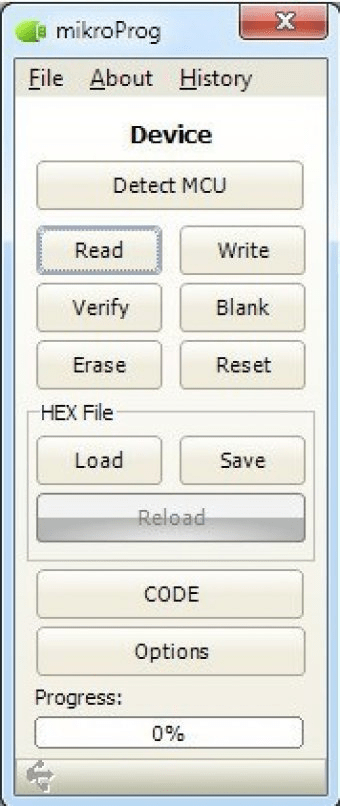 mikroProg
File About History
Device
Detect MCU
Read Write
Verify Blank
Erase Reset
HEX File
Load Save
Reload
CODE
Options
Progress:
0%